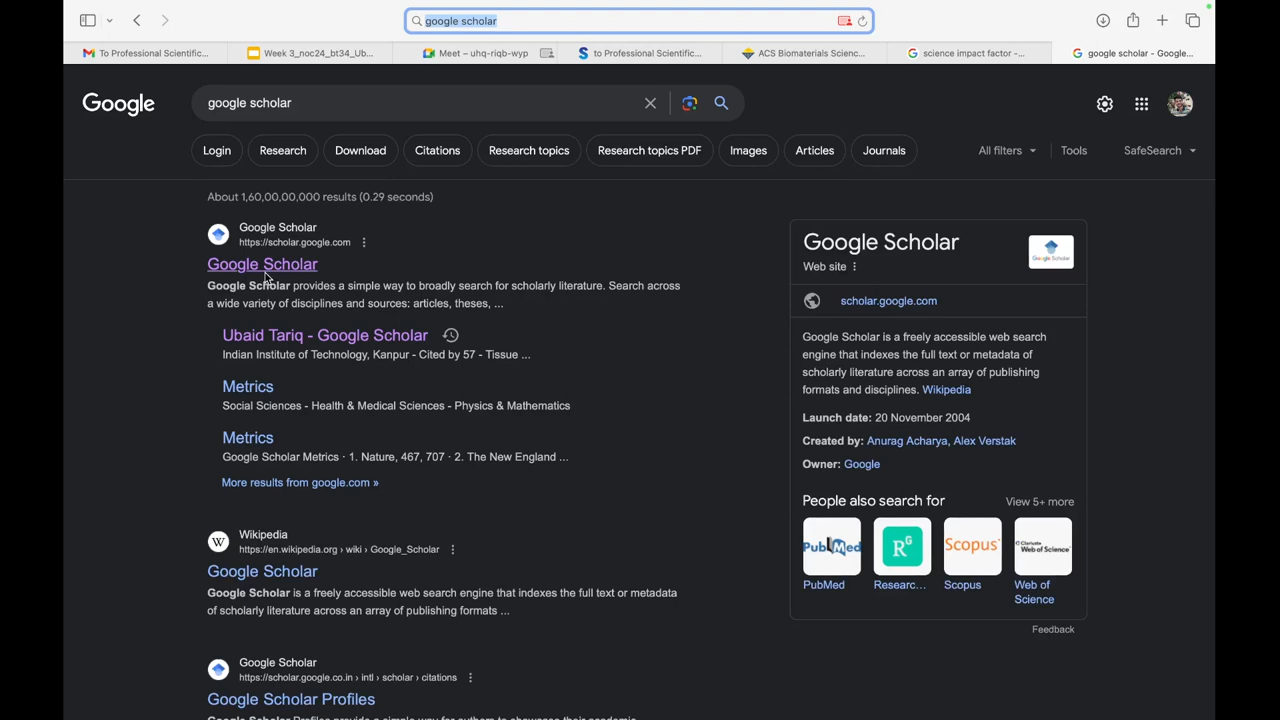 google scholar
To Professional Scientific...
Week 3_noc24_bt34_Ub...
Meet – uhq-riqb-wyp
to Professional Scientific...
ACS Biomaterials Scienc...
science impact factor -...
google scholar - Google...
Google
google scholar
Login
Research
Download
Citations
Research topics
Research topics PDF
Images
Articles
Journals
All filters
Tools
SafeSearch
About 1,60,00,00,000 results (0.29 seconds)
Google Scholar
https://scholar.google.com
Google Scholar
Google Scholar provides a simple way to broadly search for scholarly literature. Search across
a wide variety of disciplines and sources: articles, theses, ...
Ubaid Tariq - Google Scholar
Indian Institute of Technology, Kanpur - Cited by 57 - Tissue ...
Metrics
Social Sciences - Health & Medical Sciences - Physics & Mathematics
Metrics
Google Scholar Metrics · 1. Nature, 467, 707 · 2. The New England ...
More results from google.com »
W
Wikipedia
https://en.wikipedia.org › wiki › Google_Scholar
Google Scholar
Google Scholar is a freely accessible web search engine that indexes the full text or metadata
of scholarly literature across an array of publishing formats ...
Google Scholar
https://scholar.google.co.in › intl › scholar › citations
Google Scholar Profiles
Google Scholar
Web site
Google Scholar
scholar.google.com
Google Scholar is a freely accessible web search
engine that indexes the full text or metadata of
scholarly literature across an array of publishing
formats and disciplines. Wikipedia
Launch date: 20 November 2004
Created by: Anurag Acharya, Alex Verstak
Owner: Google
People also search for
View 5+ more
PubMed
RG
Scopus
Clarivate
Web of Science
PubMed
Researc...
Scopus
Web of
Science
Feedback